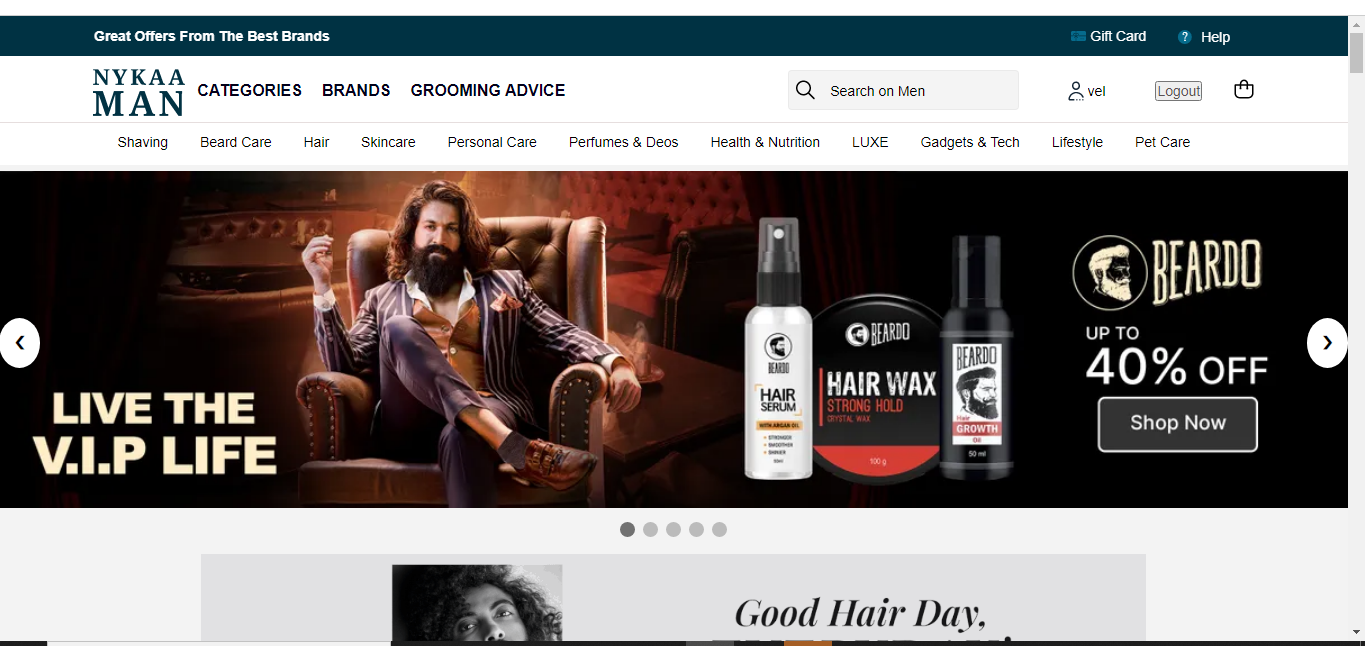 Great Offers From The Best Brands
Gift Card
? Help
NYKAA
MAN
CATEGORIES BRANDS GROOMING ADVICE
Search on Men
vel
Logout
Shaving Beard Care Hair Skincare Personal Care Perfumes & Deos Health & Nutrition LUXE Gadgets & Tech Lifestyle Pet Care
LIVE THE
V.I.P LIFE
BEARDO
HAIR
SERUM
WITH ARGAN OIL
STRONGER
SMOOTHER
SHINIER
50ml
BEARDO
HAIR WAX
STRONG HOLD
CRYSTAL WAX
100 g
BEARDO
Hair
GROWTH
Oil
50 ml
BEARDO
UP TO
40% OFF
Shop Now
Good Hair Day,